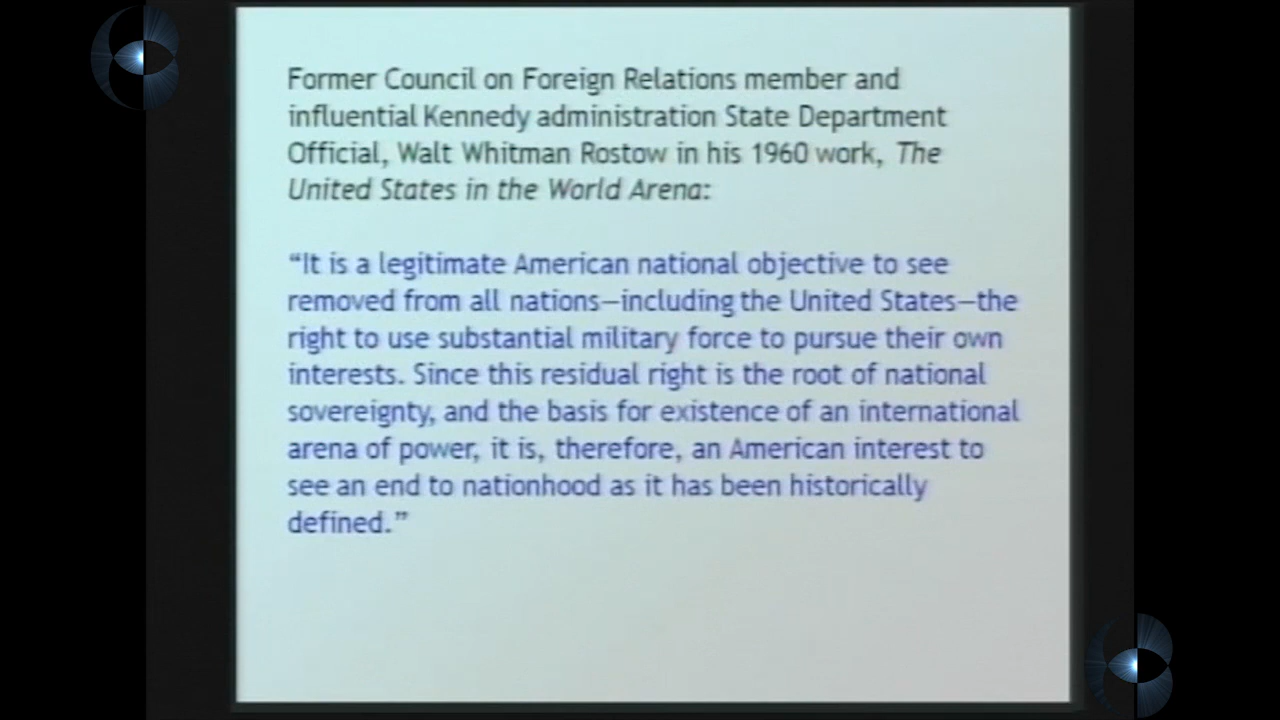 Former Council on Foreign Relations member and
influential Kennedy administration State Department
Official, Walt Whitman Rostow in his 1960 work, The
United States in the World Arena:
“It is a legitimate American national objective to see
removed from all nations—including the United States—the
right to use substantial military force to pursue their own
interests. Since this residual right is the root of national
sovereignty, and the basis for existence of an international
arena of power, it is, therefore, an American interest to
see an end to nationhood as it has been historically
defined.”